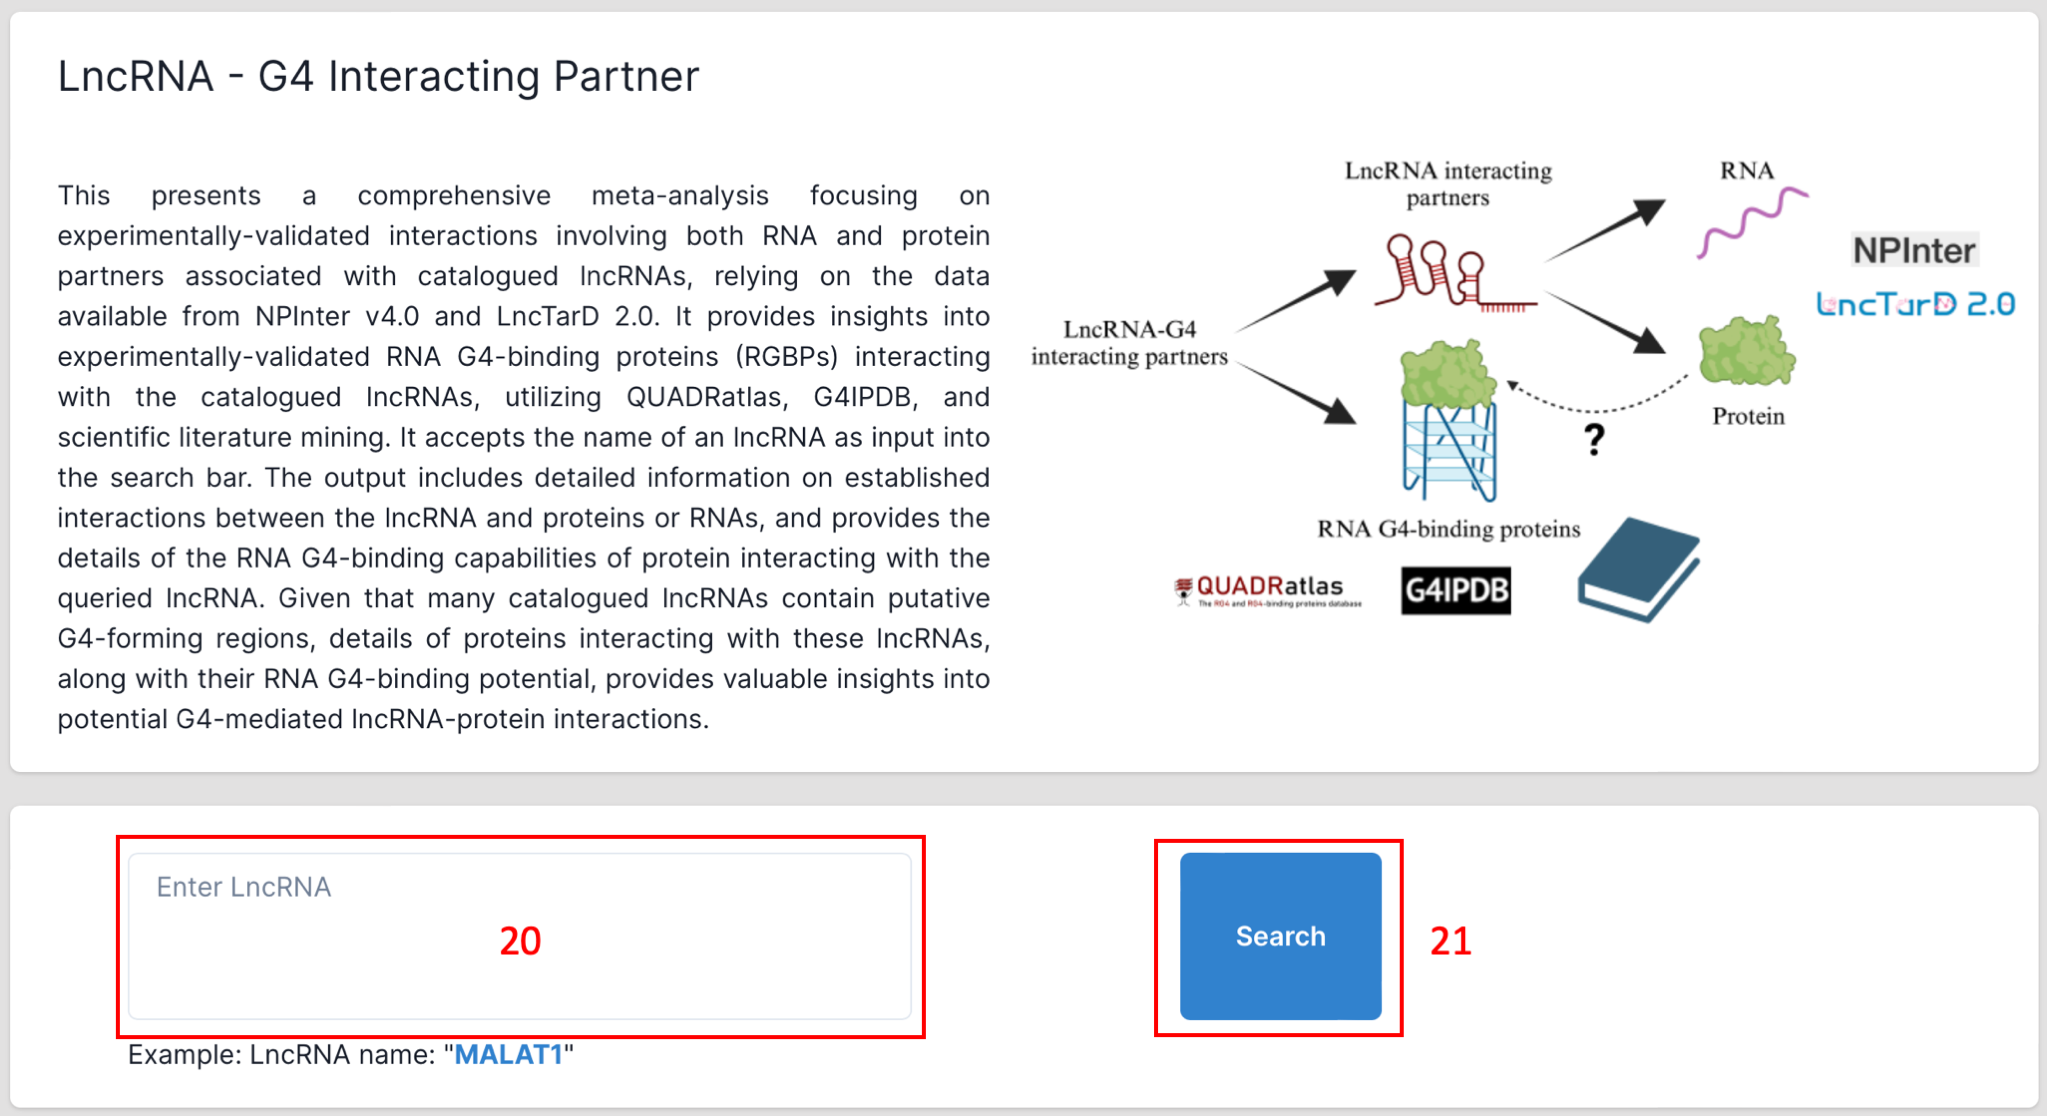 LncRNA - G4 Interacting Partner
This presents a comprehensive meta-analysis focusing on
experimentally-validated interactions involving both RNA and protein
partners associated with catalogued lncRNAs, relying on the data
available from NPInter v4.0 and LncTarD 2.0. It provides insights into
experimentally-validated RNA G4-binding proteins (RGBPs) interacting
with the catalogued lncRNAs, utilizing QUADRatlas, G4IPDB, and
scientific literature mining. It accepts the name of an lncRNA as input into
the search bar. The output includes detailed information on established
interactions between the lncRNA and proteins or RNAs, and provides the
details of the RNA G4-binding capabilities of protein interacting with the
queried lncRNA. Given that many catalogued lncRNAs contain putative
G4-forming regions, details of proteins interacting with these lncRNAs,
along with their RNA G4-binding potential, provides valuable insights into
potential G4-mediated lncRNA-protein interactions.
LncRNA interacting
partners
RNA
NPInter
LncTarD 2.0
LncRNA-G4
interacting partners
Protein
?
RNA G4-binding proteins
QUADRatlas
The RG4 and RG4-binding proteins database
G4IPDB
Enter LncRNA
20
Search
21
Example: LncRNA name: "MALAT1"